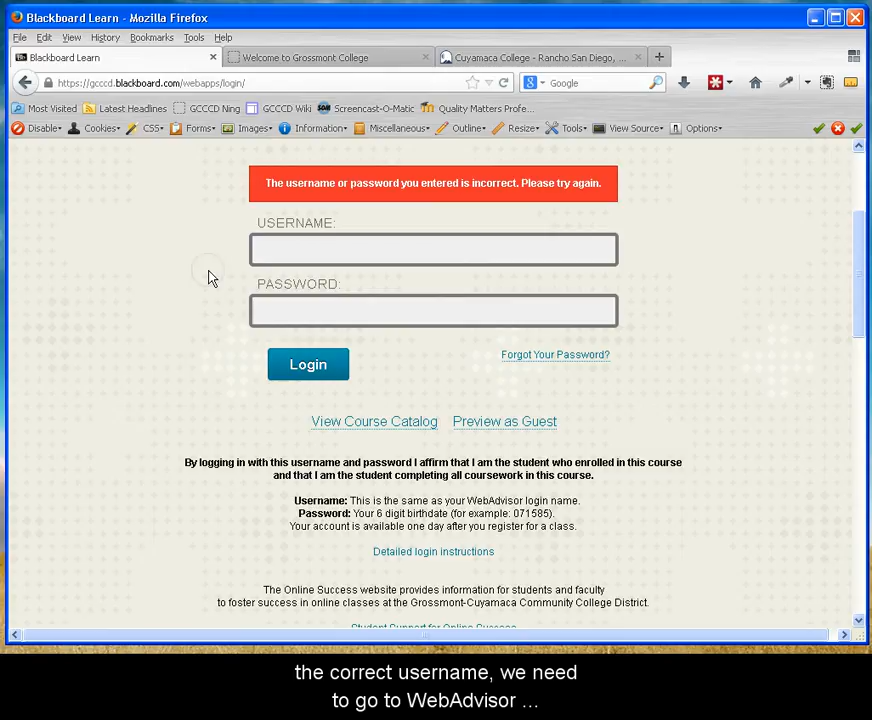 Blackboard Learn - Mozilla Firefox
File Edit View History Bookmarks Tools Help
Blackboard Learn Welcome to Grossmont College Cuyamaca College - Rancho San Diego, ...
https://gcccd.blackboard.com/webapps/login/ Google
Most Visited Latest Headlines GCCCD Ning GCCCD Wiki Screencast-O-Matic Quality Matters Profe...
Disable Cookies CSS Forms Images Information Miscellaneous Outline Resize Tools View Source Options
The username or password you entered is incorrect. Please try again.
USERNAME:
PASSWORD:
Login
Forgot Your Password?
View Course Catalog Preview as Guest
By logging in with this username and password I affirm that I am the student who enrolled in this course
and that I am the student completing all coursework in this course.
Username: This is the same as your WebAdvisor login name.
Password: Your 6 digit birthdate (for example: 071585).
Your account is available one day after you register for a class.
Detailed login instructions
The Online Success website provides information for students and faculty
to foster success in online classes at the Grossmont-Cuyamaca Community College District.
Student Support for Online Success
the correct username, we need
to go to WebAdvisor ...